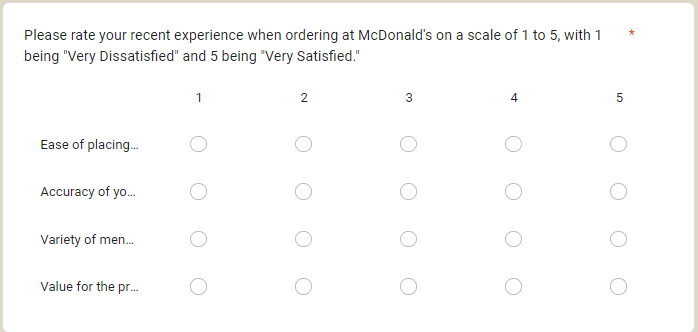 Please rate your recent experience when ordering at McDonald's on a scale of 1 to 5, with 1 *
being "Very Dissatisfied" and 5 being "Very Satisfied."
1 2 3 4 5
Ease of placing...
Accuracy of yo...
Variety of men...
Value for the pr...